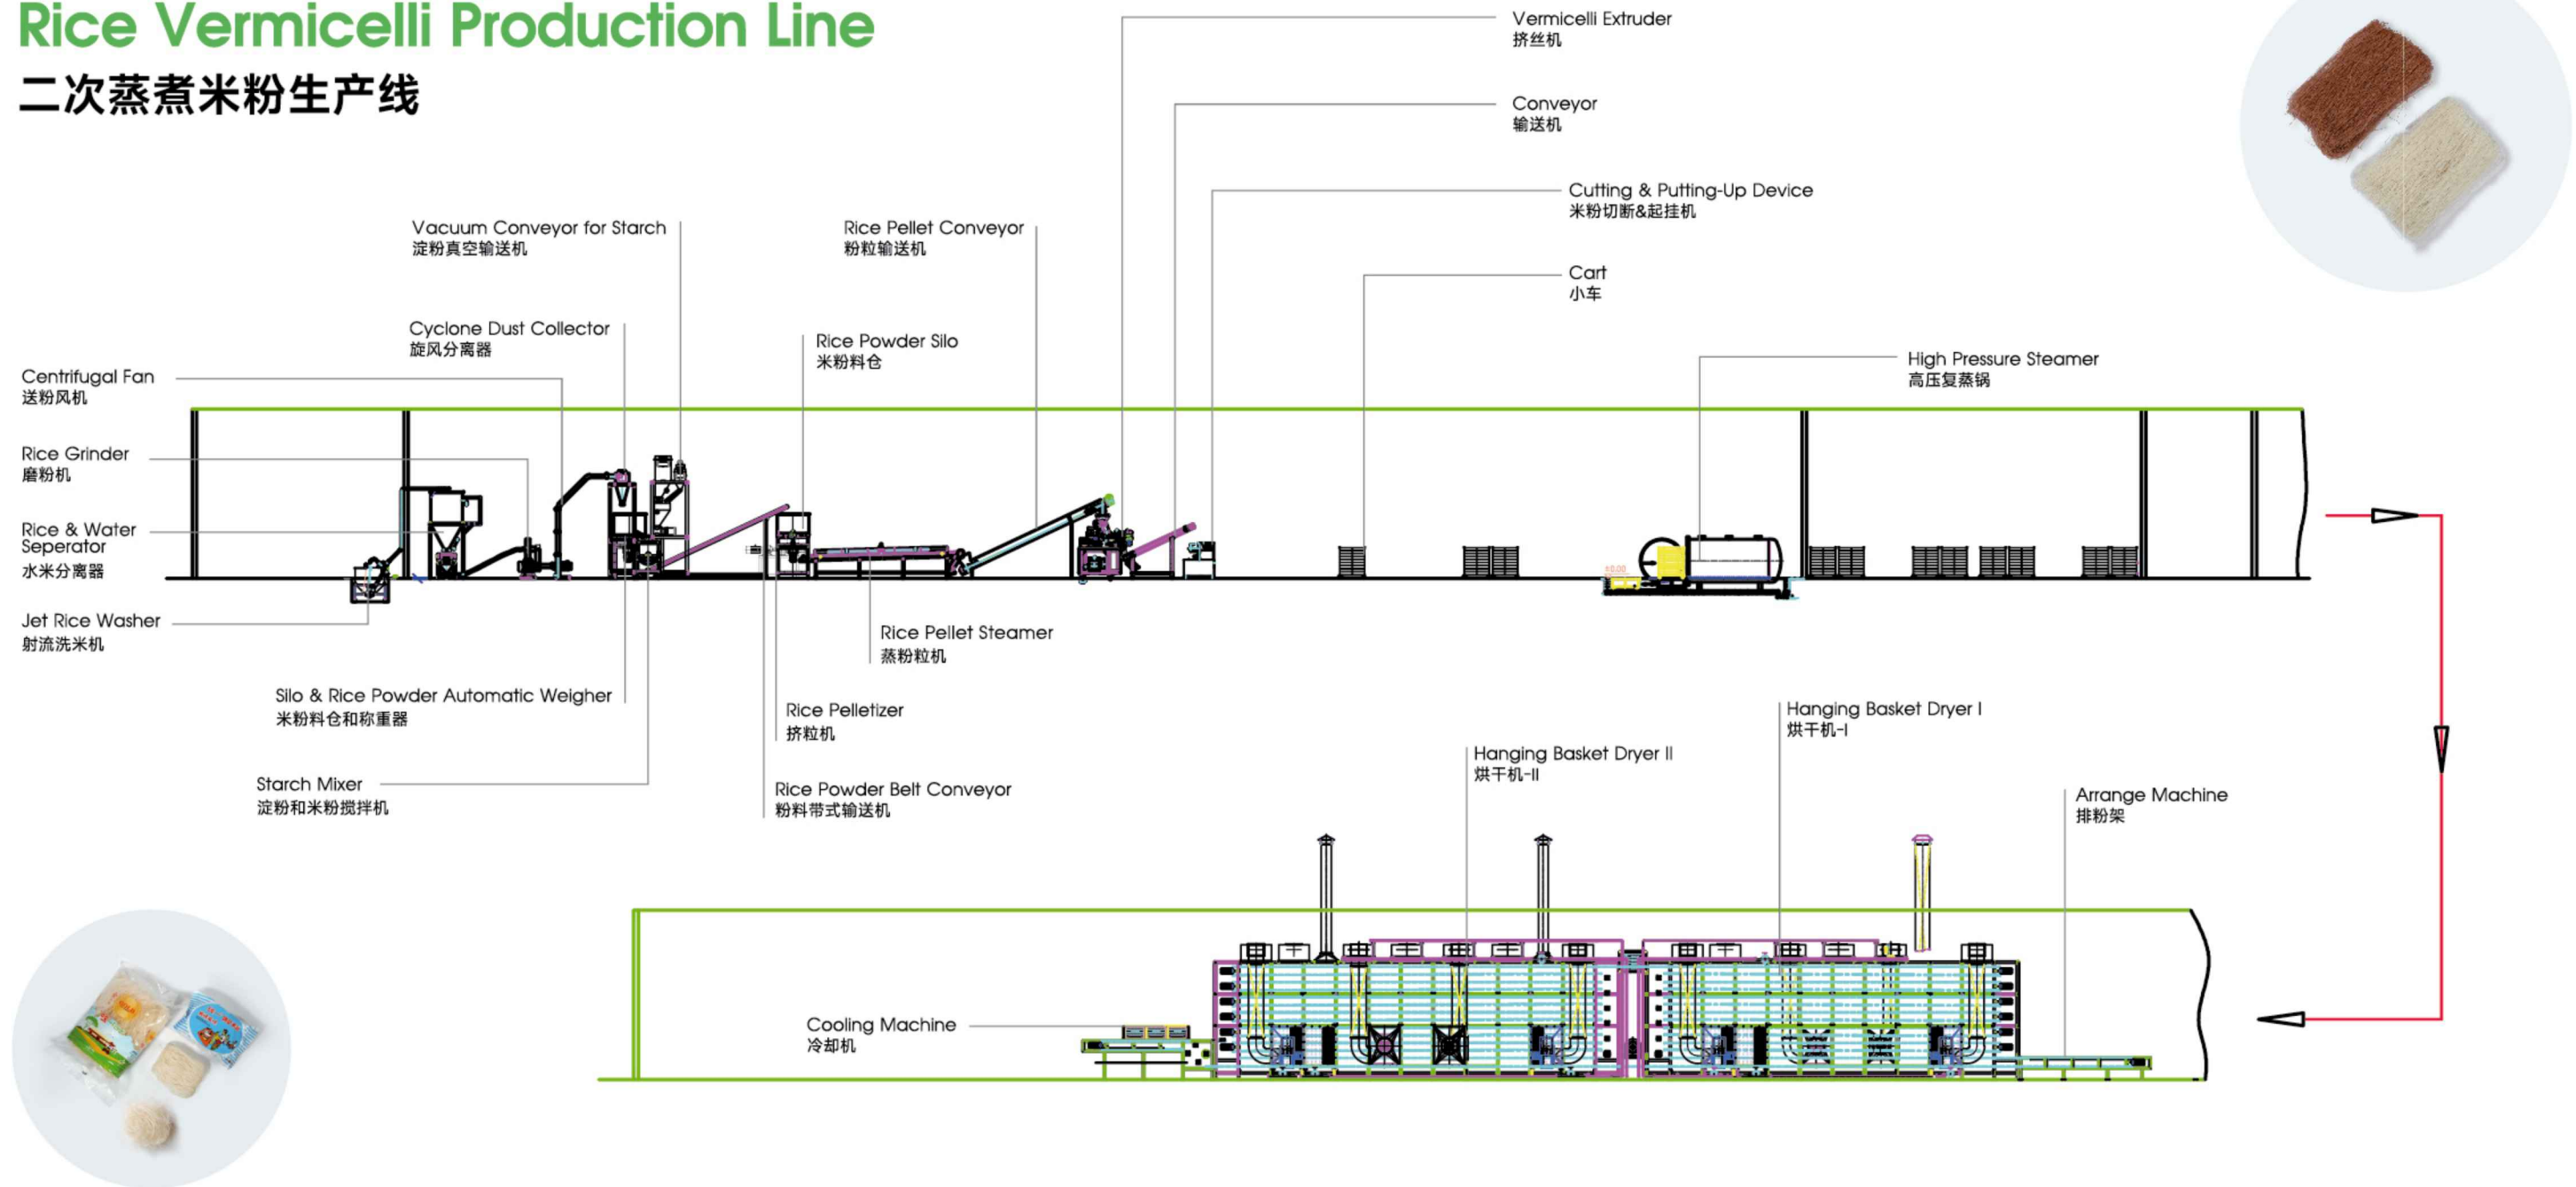 Rice Vermicelli Production Line
二次蒸煮米粉生产线
Vermicelli Extruder
挤丝机
Conveyor
输送机
Cutting & Putting-Up Device
米粉切断&起挂机
Vacuum Conveyor for Starch
淀粉真空输送机
Rice Pellet Conveyor
粉粒输送机
Cart
小车
Cyclone Dust Collector
旋风分离器
Rice Powder Silo
米粉料仓
High Pressure Steamer
高压复蒸锅
Centrifugal Fan
送粉风机
Rice Grinder
磨粉机
Rice & Water
Seperator
水米分离器
±0.00
Jet Rice Washer
射流洗米机
Rice Pellet Steamer
蒸粉粒机
Silo & Rice Powder Automatic Weigher
米粉料仓和称重器
Rice Pelletizer
挤粒机
Hanging Basket Dryer I
烘干机-I
Hanging Basket Dryer II
烘干机-II
Starch Mixer
淀粉和米粉搅拌机
Rice Powder Belt Conveyor
粉料带式输送机
Arrange Machine
排粉架
Cooling Machine
冷却机